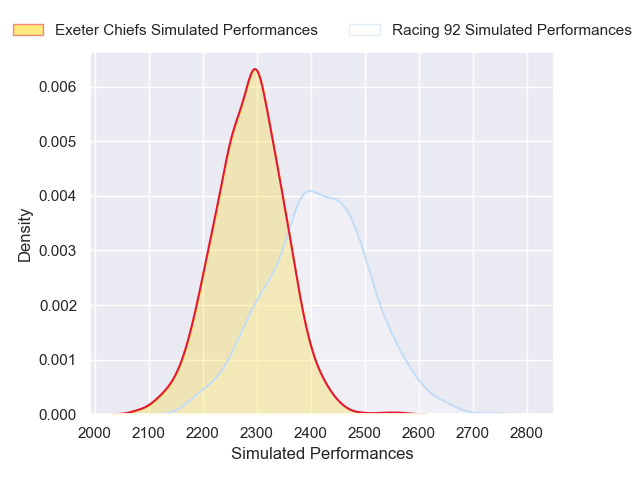 Exeter Chiefs Simulated Performances
Racing 92 Simulated Performances
0.006
0.005
0.004
0.003
0.002
0.001
0.000
Density
2000 2100 2200 2300 2400 2500 2600 2700 2800
Simulated Performances